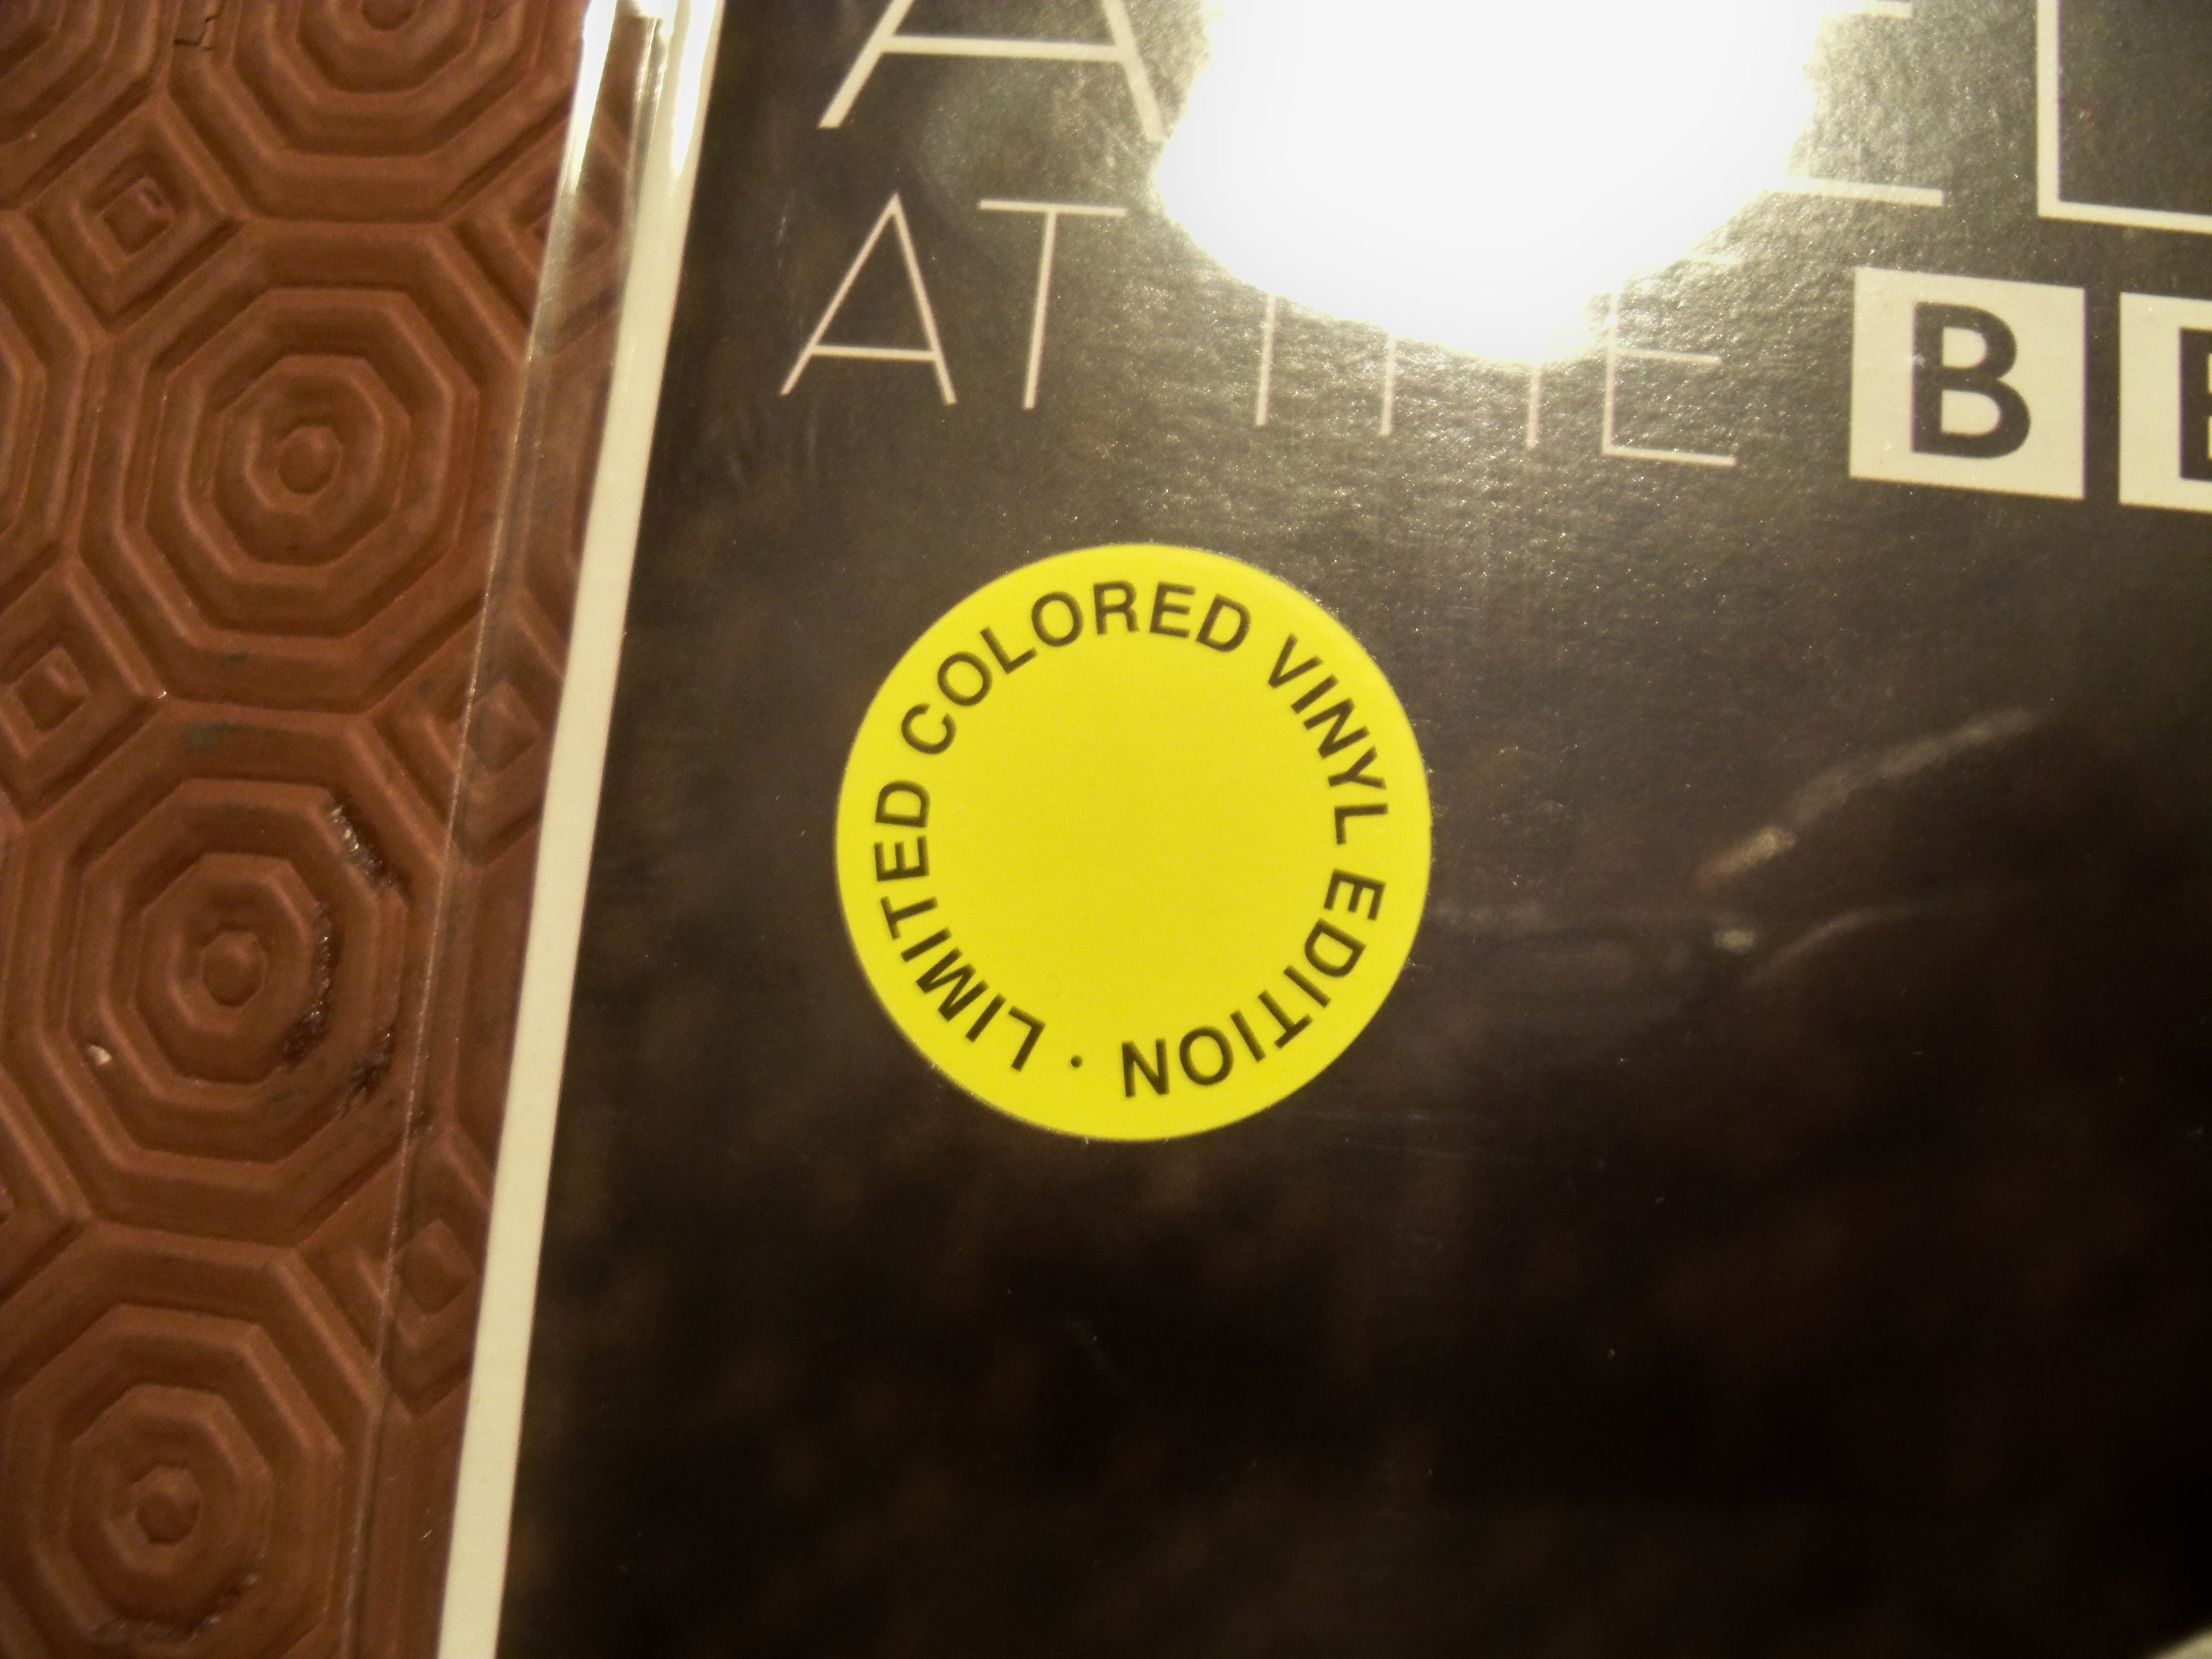 A
AT THE B
LIMITED COLORED VINYL EDITION ·